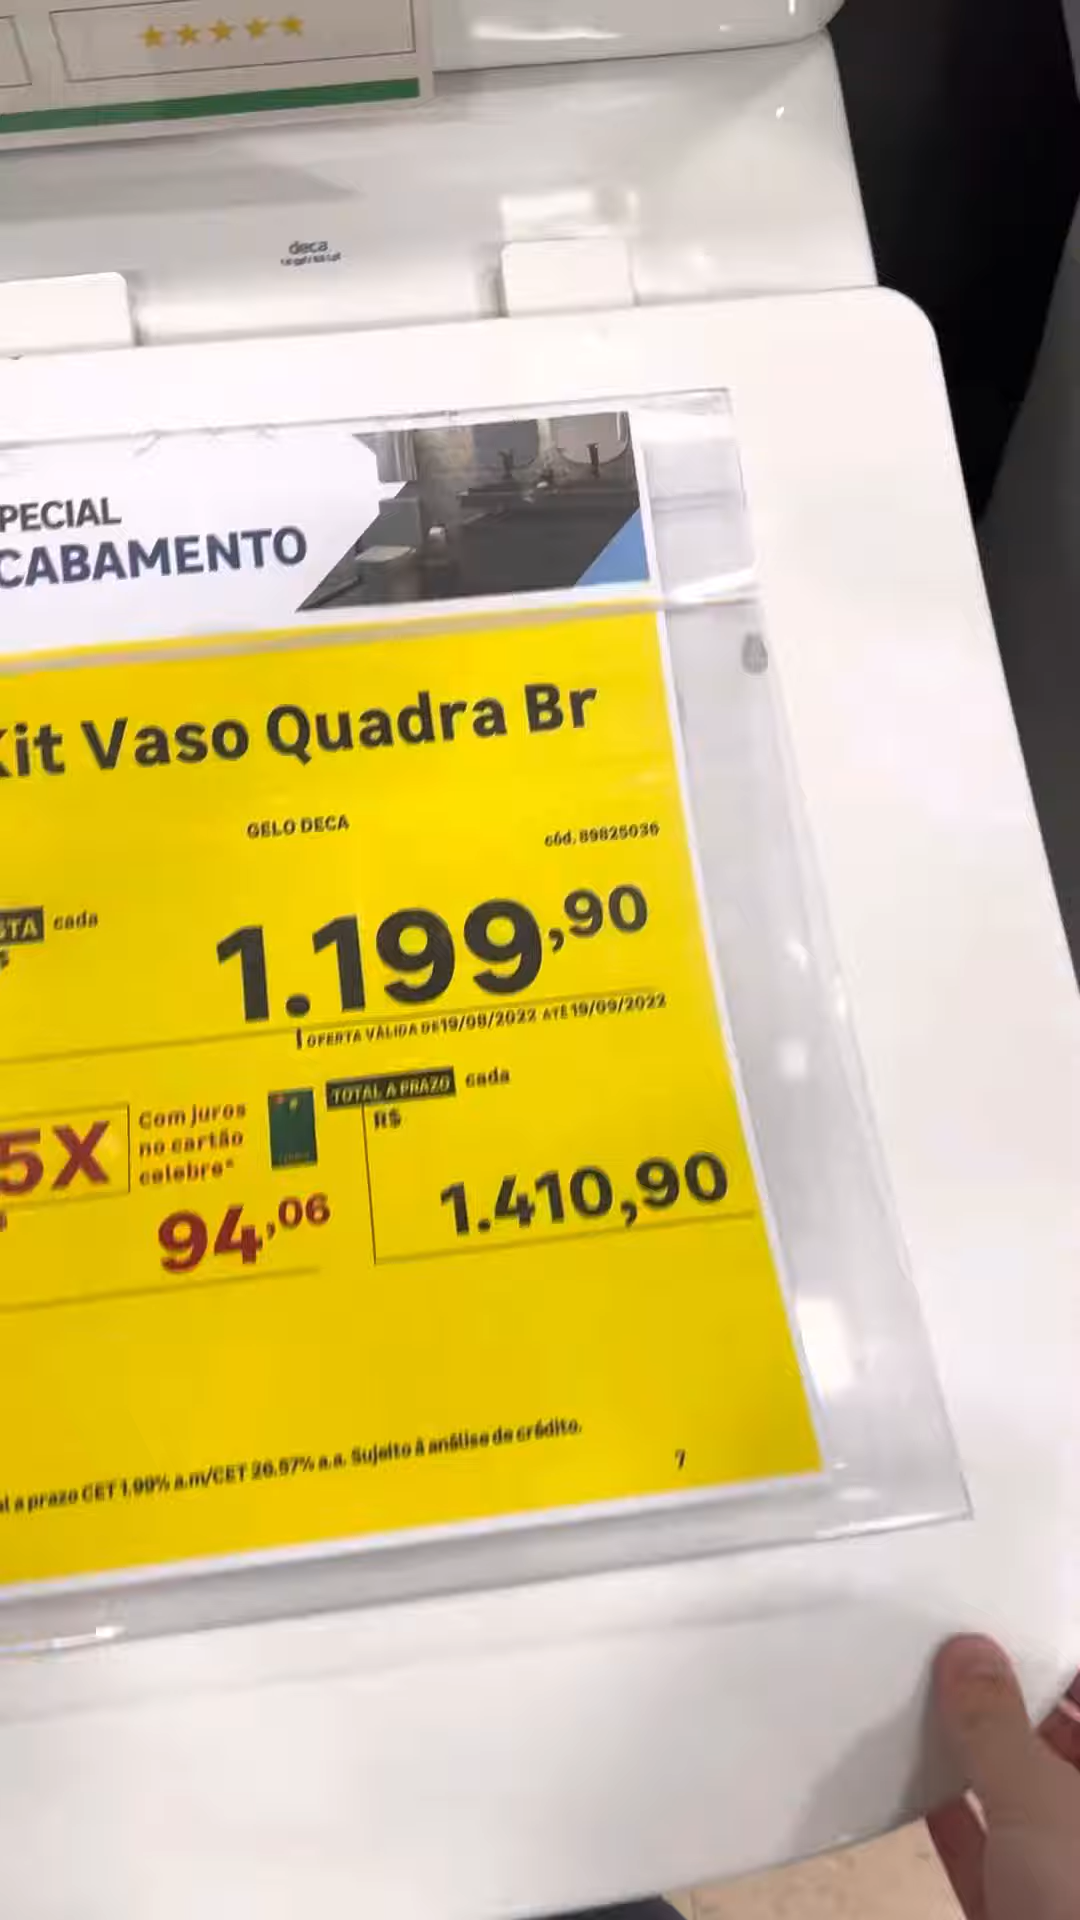 deca
PECIAL
CABAMENTO
Kit Vaso Quadra Br
GELO DECA
cód. 89825036
STA cada
1.199,90
OFERTA VÁLIDA DE 19/08/2022 ATÉ 19/09/2022
5X
Com juros
no cartão
celebre*
94,06
TOTAL A PRAZO cada
R$
1.410,90
al a prazo CET 1,99% a.m/CET 26.57% a.a. Sujeito à análise de crédito.
7